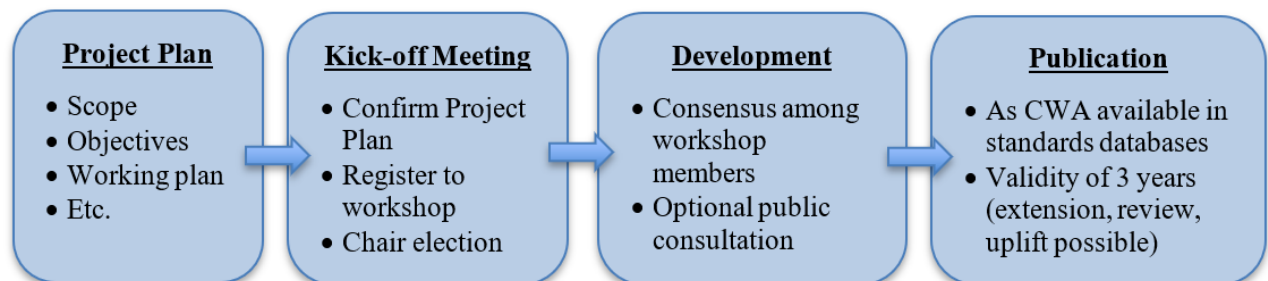 Project Plan
• Scope
• Objectives
• Working plan
• Etc.
Kick-off Meeting
• Confirm Project
Plan
• Register to
workshop
• Chair election
Development
• Consensus among
workshop
members
• Optional public
consultation
Publication
• As CWA available in
standards databases
• Validity of 3 years
(extension, review,
uplift possible)